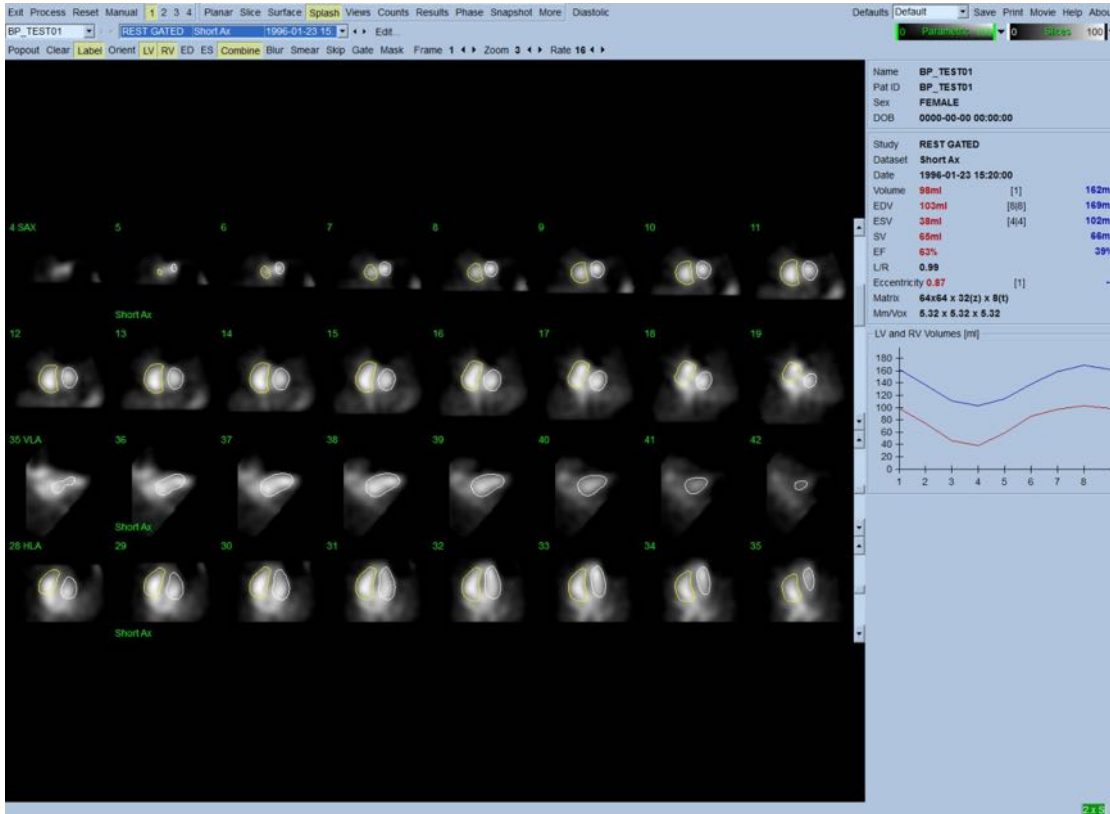 Exit Process Reset Manual 1 2 3 4 Planar Slice Surface Splash Views Counts Results Phase Snapshot More Diastolic Defaults Default Save Print Movie Help
BP_TEST01 REST GATED Short Ax 1996-01-23 15 Edit... 0 0 Slices 100
Popout Clear Label Orient LV RV ED ES Combine Blur Smear Skip Gate Mask Frame 1 Zoom 3 Rate 16
Name BP_TEST01
Pat ID BP_TEST01
Sex FEMALE
DOB 0000-00-00 00:00:00
Study REST GATED
Dataset Short Ax
Date 1996-01-23 15:20:00
Volume 98ml [1] 162m
EDV 103ml [8|8] 169m
ESV 38ml [4|4] 102m
SV 65ml 66m
EF 63% 39%
L/R 0.99
Eccentricity 0.87 [1] -
Matrix 64x64 x 32(z) x 8(t)
Mm/Vox 5.32 x 5.32 x 5.32
LV and RV Volumes [ml]
180
160
140
120
100
80
60
40
20
0
1 2 3 4 5 6 7 8
4 SAX 5 6 7 8 9 10 11
Short Ax
12 13 14 15 16 17 18 19
35 VLA 36 37 38 39 40 41 42
Short Ax
28 HLA 29 30 31 32 33 34 35
Short Ax
2 x S